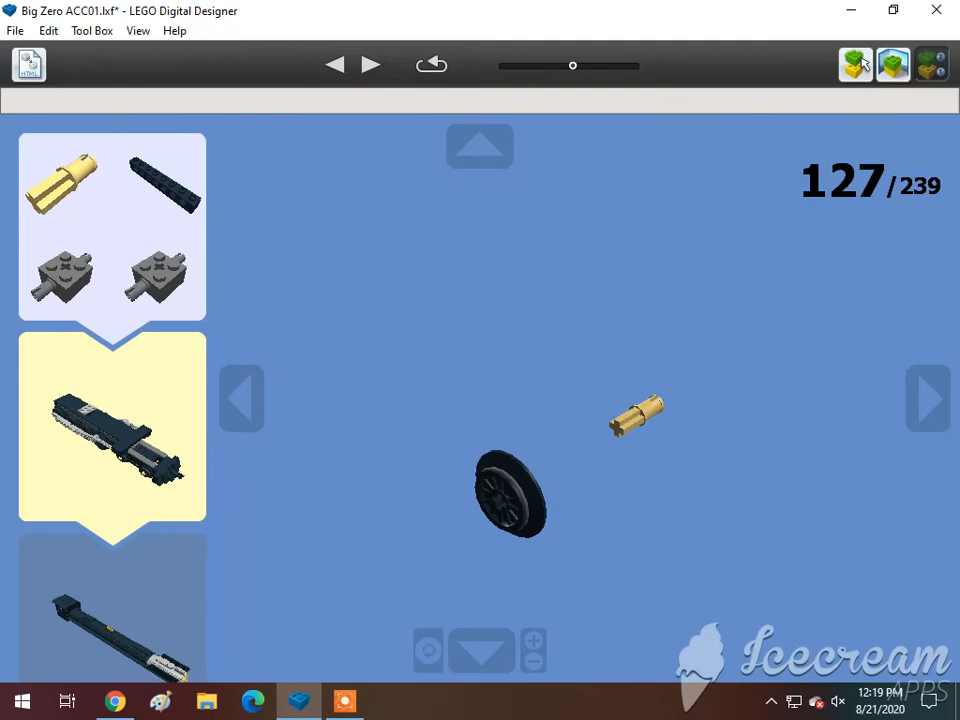 Big Zero ACC01.lxf* - LEGO Digital Designer
File Edit Tool Box View Help
HTML
127/239
Icecream
APPS
12:19 PM
8/21/2020